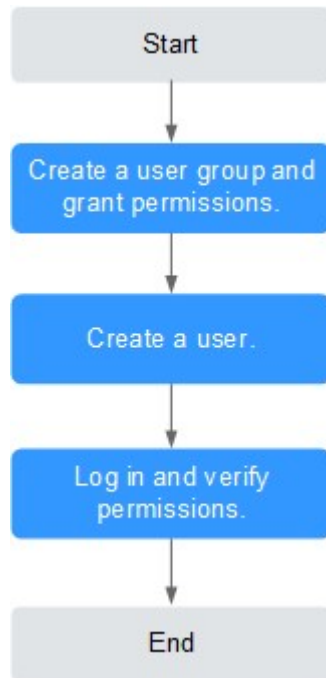 Start
Create a user group and
grant permissions.
Create a user.
Log in and verify
permissions.
End